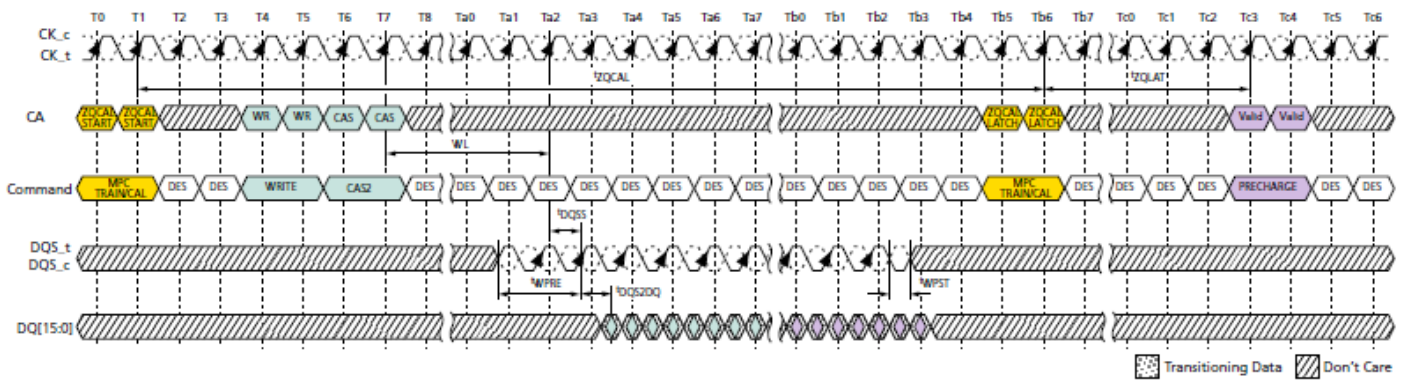 T0 T1 T2 T3 T4 T5 T6 T7 T8 Ta0 Ta1 Ta2 Ta3 Ta4 Ta5 Ta6 Ta7 Tb0 Tb1 Tb2 Tb3 Tb4 Tb5 Tb6 Tb7 Tc0 Tc1 Tc2 Tc3 Tc4 Tc5 Tc6
CK_c
CK_t
tZQCAL tZQLAT
CA ZQCAL START ZQCAL START WR WR CAS CAS ZQCAL LATCH ZQCAL LATCH Valid Valid
WL
Command MPC TRAIN/CAL DES DES WRITE CAS2 DES DES DES DES DES DES DES DES DES DES DES DES DES DES MPC TRAIN/CAL DES DES DES DES PRECHARGE DES DES
tDQSS
DQS_t
DQS_c
tWPRE tDQS2DQ tWPST
DQ[15:0]
Transitioning Data Don't Care